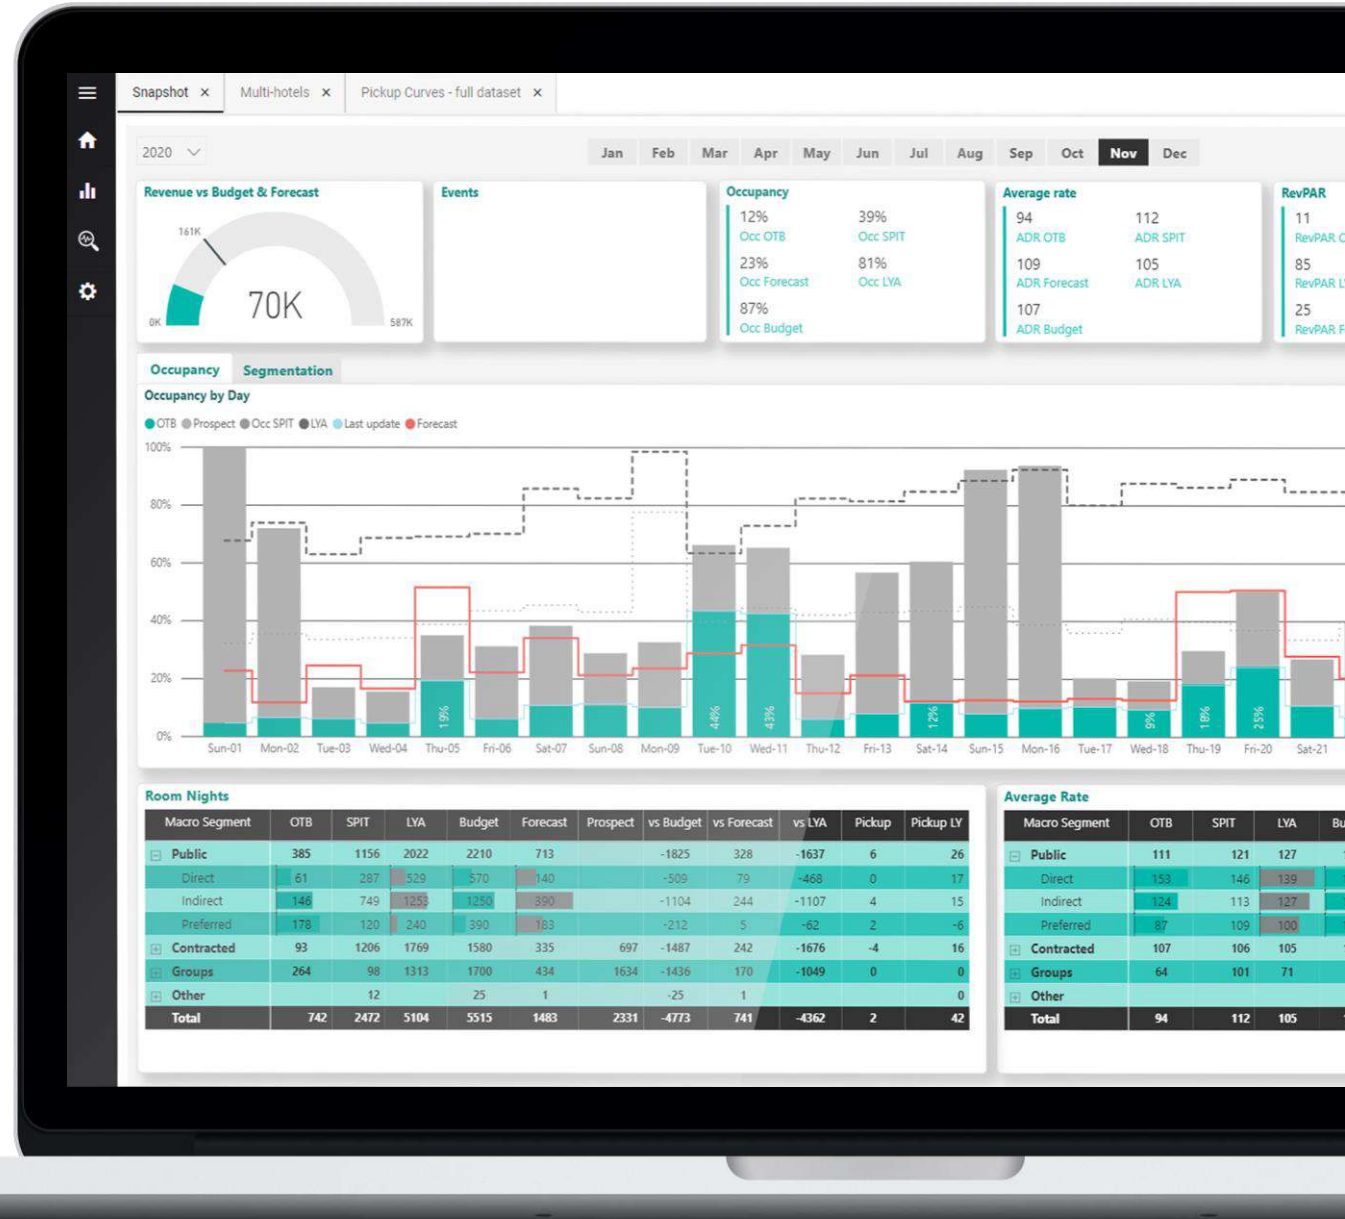 Snapshot × Multi-hotels × Pickup Curves - full dataset ×
2020 Jan Feb Mar Apr May Jun Jul Aug Sep Oct Nov Dec
Revenue vs Budget & Forecast
161K
70K
0K 587K
Events
Occupancy
12% 39%
Occ OTB Occ SPIT
23% 81%
Occ Forecast Occ LYA
87%
Occ Budget
Average rate
94 112
ADR OTB ADR SPIT
109 105
ADR Forecast ADR LYA
107
ADR Budget
RevPAR
11
RevPAR
85
RevPAR
25
RevPAR
Occupancy Segmentation
Occupancy by Day
OTB Prospect Occ SPIT LYA Last update Forecast
100%
80%
60%
40%
20%
0%
19% 44% 43% 12% 9% 18% 25%
Sun-01 Mon-02 Tue-03 Wed-04 Thu-05 Fri-06 Sat-07 Sun-08 Mon-09 Tue-10 Wed-11 Thu-12 Fri-13 Sat-14 Sun-15 Mon-16 Tue-17 Wed-18 Thu-19 Fri-20 Sat-21
Room Nights
Macro Segment OTB SPIT LYA Budget Forecast Prospect vs Budget vs Forecast vs LYA Pickup Pickup LY
Public 385 1156 2022 2210 713 -1825 328 -1637 6 26
Direct 61 287 529 570 140 -509 79 -468 0 17
Indirect 146 749 1253 1250 390 -1104 244 -1107 4 15
Preferred 178 120 240 390 183 -212 5 -62 2 -6
Contracted 93 1206 1769 1580 335 697 -1487 242 -1676 -4 16
Groups 264 98 1313 1700 434 1634 -1436 170 -1049 0 0
Other 12 25 1 -25 1 0
Total 742 2472 5104 5515 1483 2331 -4773 741 -4362 2 42
Average Rate
Macro Segment OTB SPIT LYA
Public 111 121 127
Direct 153 146 139
Indirect 124 113 127
Preferred 87 109 100
Contracted 107 106 105
Groups 64 101 71
Other
Total 94 112 105